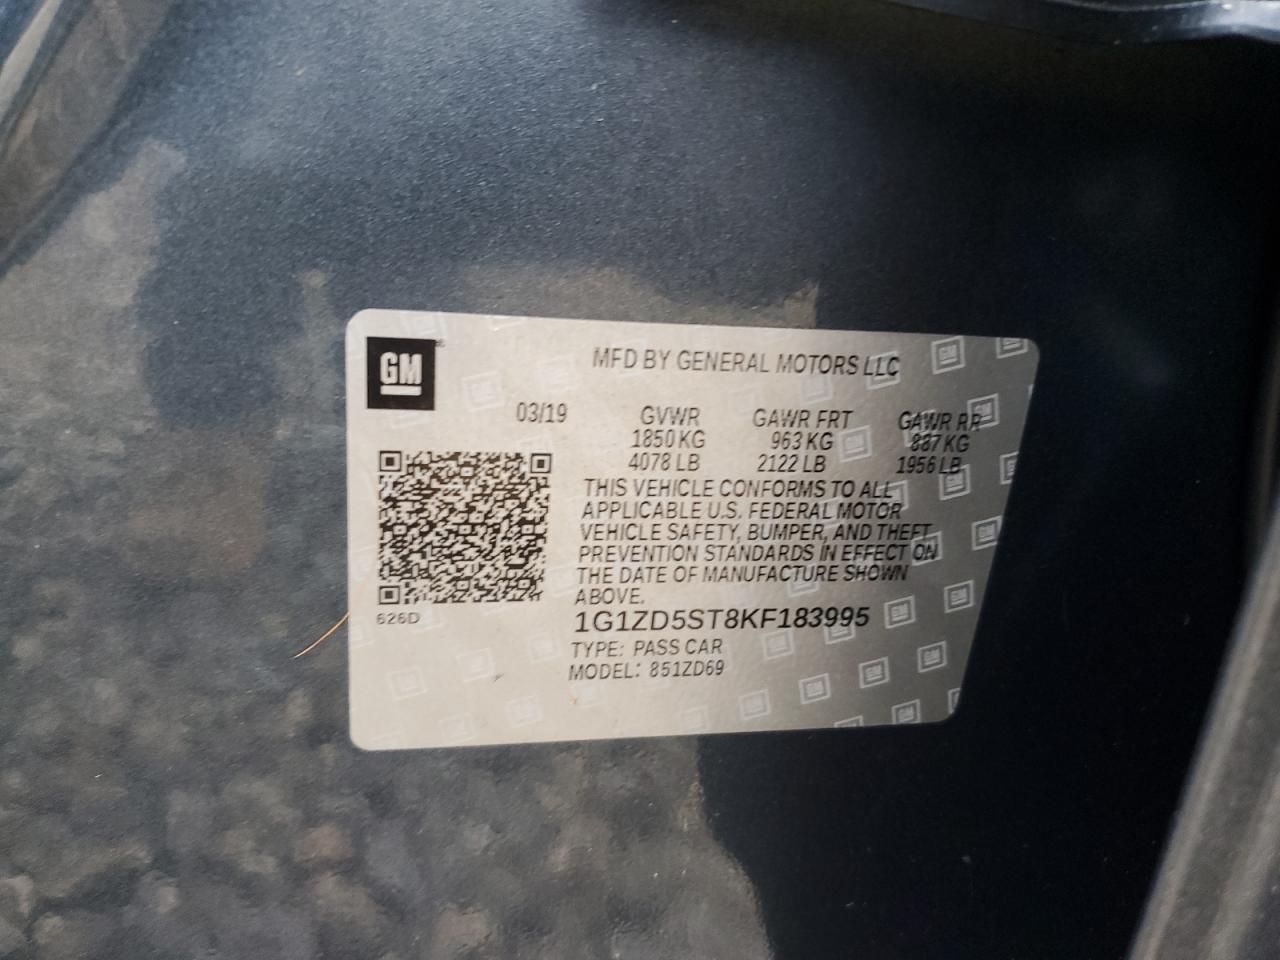 GM
MFD BY GENERAL MOTORS LLC
03/19 GVWR GAWR FRT GAWR RR
1850 KG 963 KG 887 KG
4078 LB 2122 LB 1956 LB
THIS VEHICLE CONFORMS TO ALL
APPLICABLE U.S. FEDERAL MOTOR
VEHICLE SAFETY, BUMPER, AND THEFT
PREVENTION STANDARDS IN EFFECT ON
THE DATE OF MANUFACTURE SHOWN
ABOVE.
626D
1G1ZD5ST8KF183995
TYPE: PASS CAR
MODEL: 851ZD69